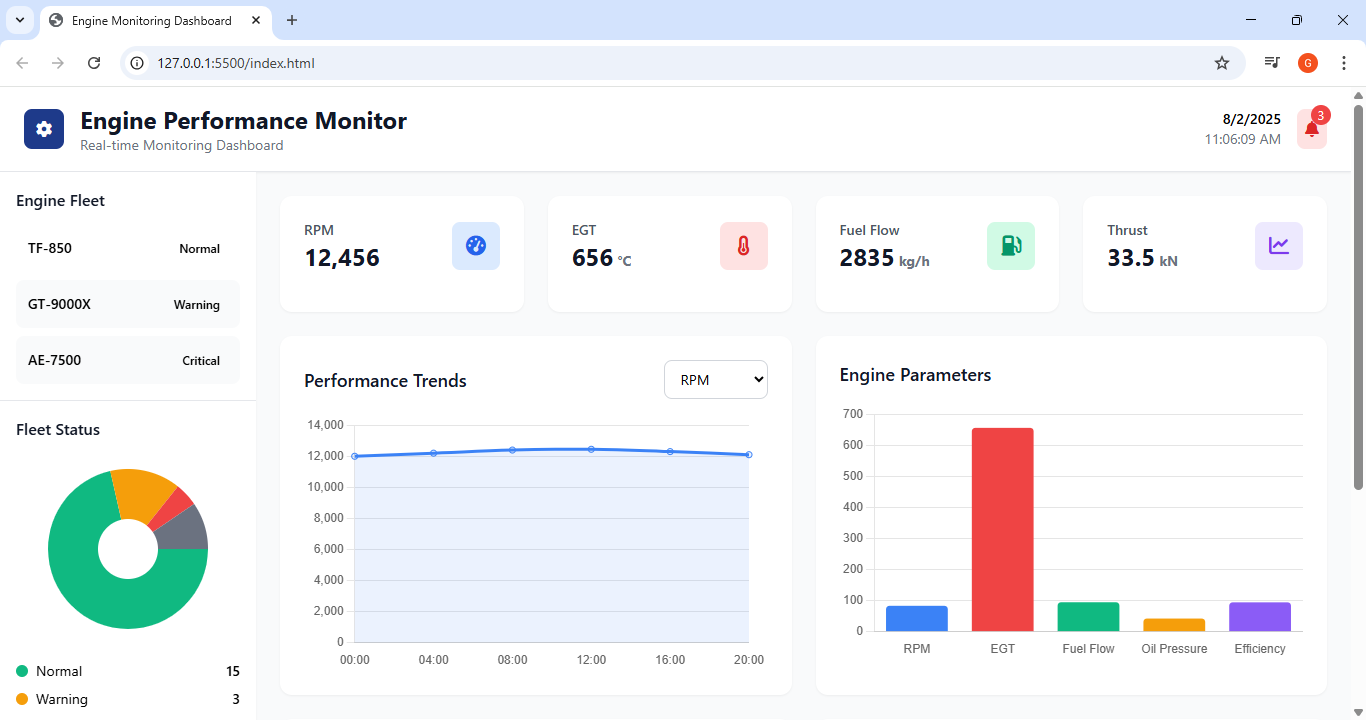 Engine Monitoring Dashboard
127.0.0.1:5500/index.html
G
Engine Performance Monitor
Real-time Monitoring Dashboard
8/2/2025
11:06:09 AM
3
Engine Fleet
TF-850 Normal
GT-9000X Warning
AE-7500 Critical
Fleet Status
Normal 15
Warning 3
RPM
12,456
EGT
656 °C
Fuel Flow
2835 kg/h
Thrust
33.5 kN
Performance Trends
RPM
14,000
12,000
10,000
8,000
6,000
4,000
2,000
0
00:00 04:00 08:00 12:00 16:00 20:00
Engine Parameters
700
600
500
400
300
200
100
0
RPM EGT Fuel Flow Oil Pressure Efficiency